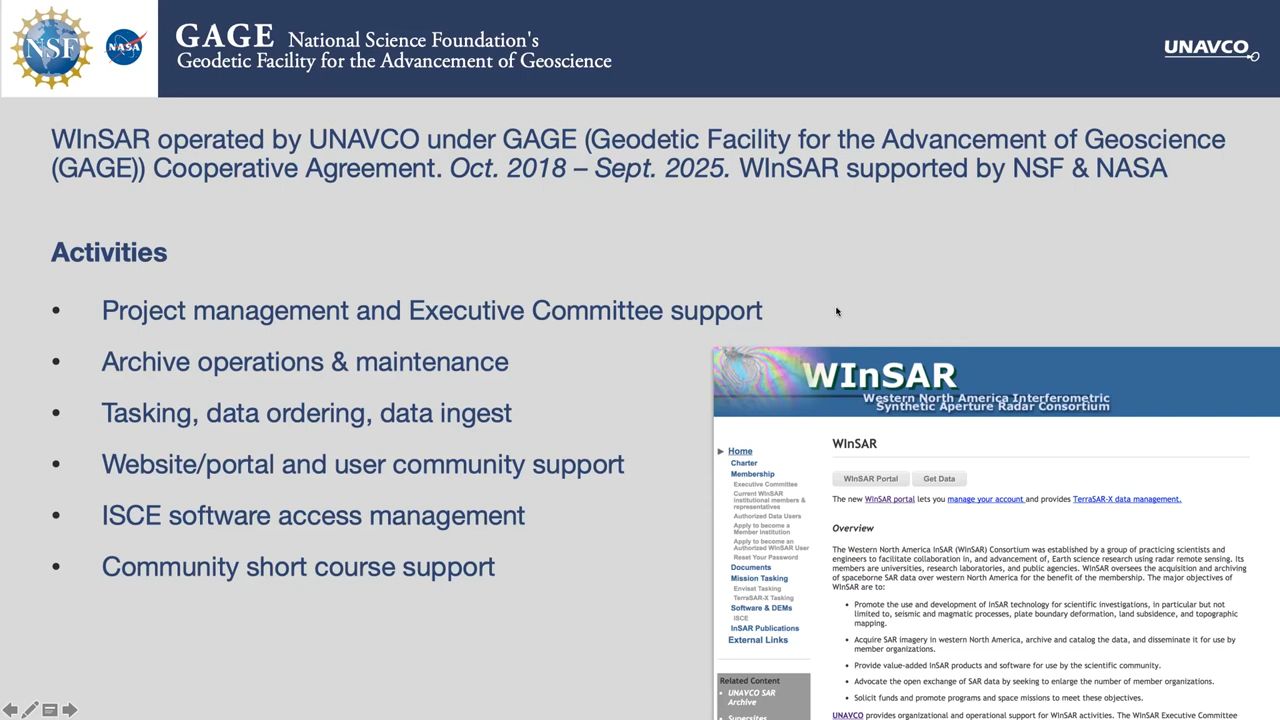 NSF
NASA
GAGE National Science Foundation's
Geodetic Facility for the Advancement of Geoscience
UNAVCO
WInSAR operated by UNAVCO under GAGE (Geodetic Facility for the Advancement of Geoscience
(GAGE)) Cooperative Agreement. Oct. 2018 – Sept. 2025. WInSAR supported by NSF & NASA
Activities
• Project management and Executive Committee support
• Archive operations & maintenance
• Tasking, data ordering, data ingest
• Website/portal and user community support
• ISCE software access management
• Community short course support
WInSAR
Western North America Interferometric
Synthetic Aperture Radar Consortium
Home
Charter
Membership
Executive Committee
Current WInSAR
institutional members &
representatives
Authorized Data Users
Apply to become a
Member Institution
Apply to become an
Authorized WInSAR User
Reset Your Password
Documents
Mission Tasking
Envisat Tasking
TerraSAR-X Tasking
Software & DEMs
ISCE
InSAR Publications
External Links
Related Content
• UNAVCO SAR
Archive
• Supersites
WInSAR
WInSAR Portal
Get Data
The new WInSAR portal lets you manage your account and provides TerraSAR-X data management.
Overview
The Western North America InSAR (WInSAR) Consortium was established by a group of practicing scientists and
engineers to facilitate collaboration in, and advancement of, Earth science research using radar remote sensing. Its
members are universities, research laboratories, and public agencies. WInSAR oversees the acquisition and archiving
of spaceborne SAR data over western North America for the benefit of the membership. The major objectives of
WInSAR are to:
• Promote the use and development of InSAR technology for scientific investigations, in particular but not
limited to, seismic and magmatic processes, plate boundary deformation, land subsidence, and topographic
mapping.
• Acquire SAR imagery in western North America, archive and catalog the data, and disseminate it for use by
member organizations.
• Provide value-added InSAR products and software for use by the scientific community.
• Advocate the open exchange of SAR data by seeking to enlarge the number of member organizations.
• Solicit funds and promote programs and space missions to meet these objectives.
UNAVCO provides organizational and operational support for WInSAR activities. The WInSAR Executive Committee